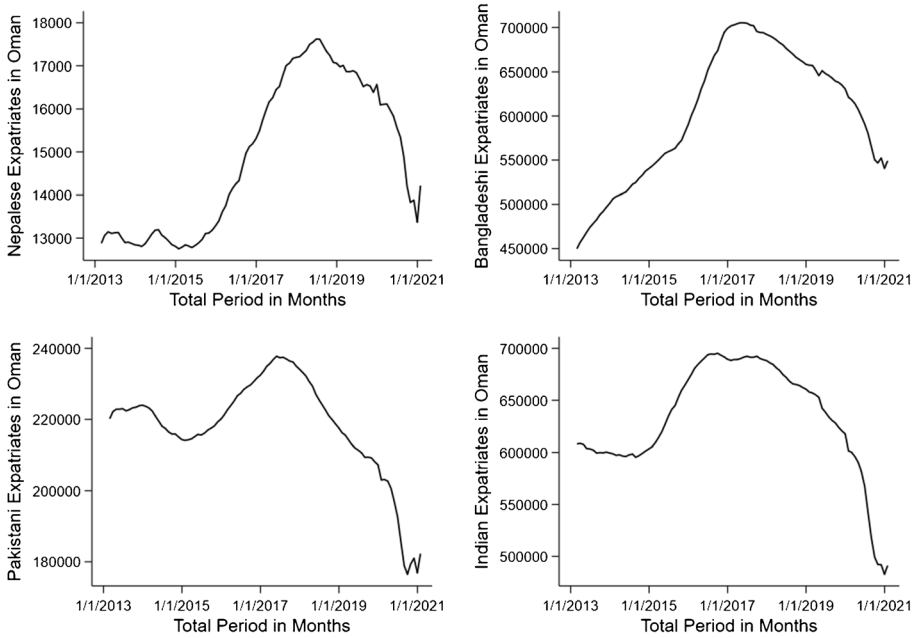 Nepalese Expatriates in Oman
18000
17000
16000
15000
14000
13000
1/1/2013 1/1/2015 1/1/2017 1/1/2019 1/1/2021
Total Period in Months
Bangladeshi Expatriates in Oman
700000
650000
600000
550000
500000
450000
1/1/2013 1/1/2015 1/1/2017 1/1/2019 1/1/2021
Total Period in Months
Pakistani Expatriates in Oman
240000
220000
200000
180000
1/1/2013 1/1/2015 1/1/2017 1/1/2019 1/1/2021
Total Period in Months
Indian Expatriates in Oman
700000
650000
600000
550000
500000
1/1/2013 1/1/2015 1/1/2017 1/1/2019 1/1/2021
Total Period in Months